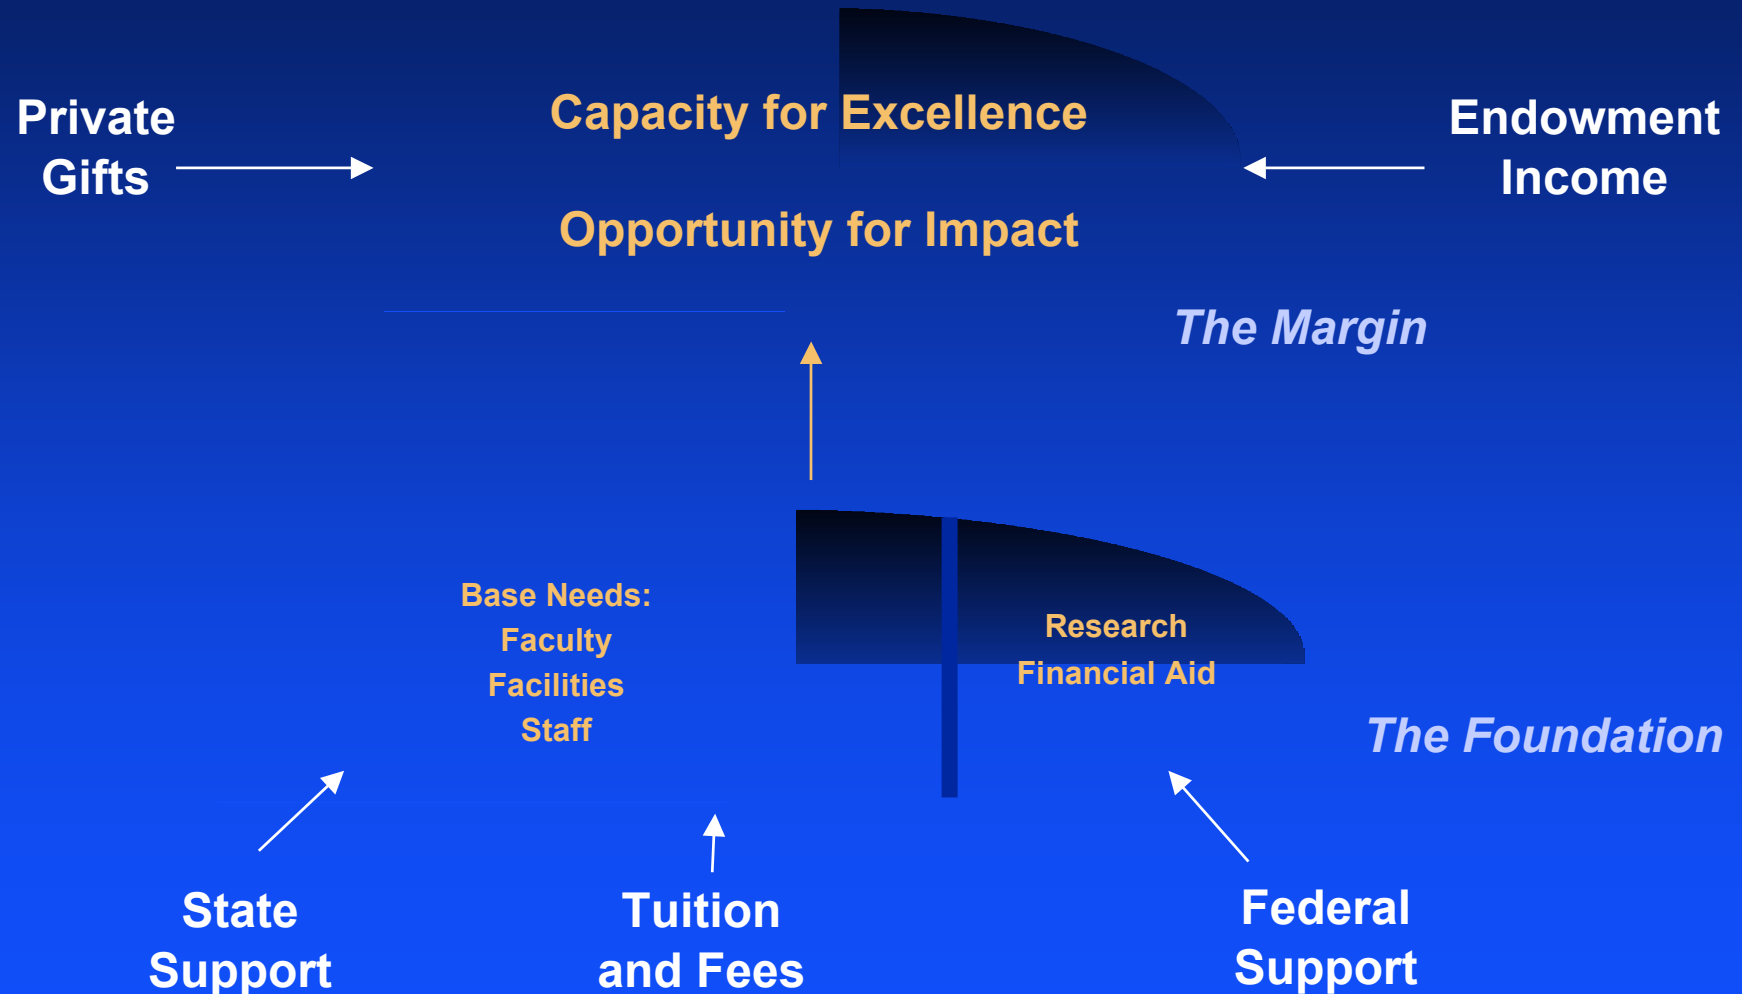 Private
Gifts
Capacity for Excellence
Opportunity for Impact
Endowment
Income
The Margin
Base Needs:
Faculty
Facilities
Staff
Research
Financial Aid
The Foundation
State
Support
Tuition
and Fees
Federal
Support